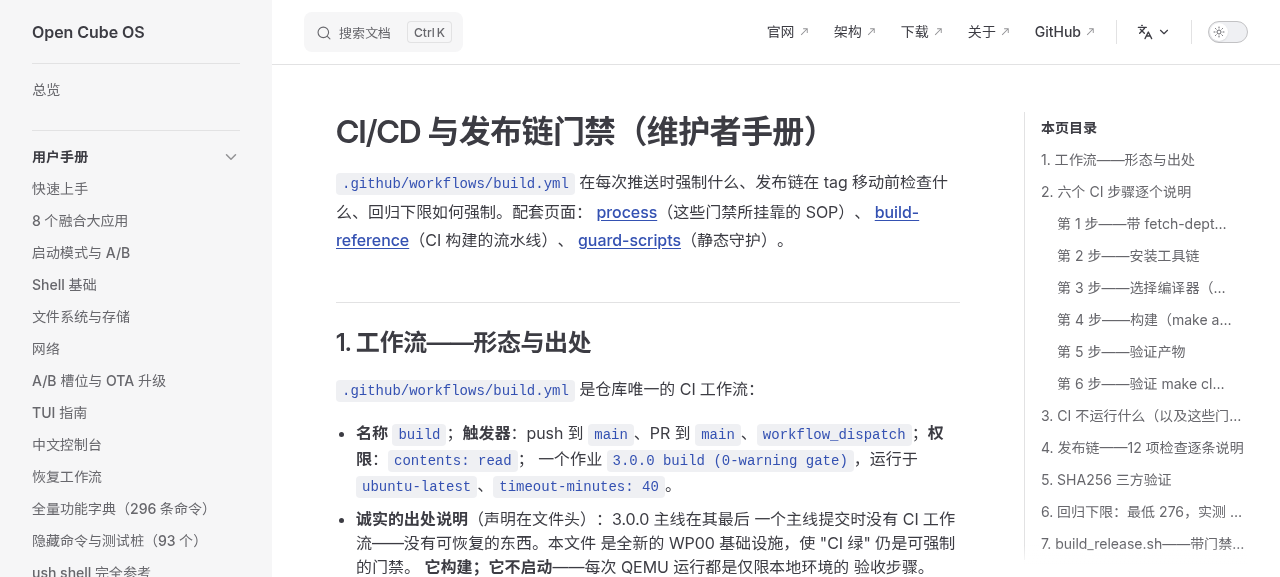 Open Cube OS
搜索文档 Ctrl K
官网 架构 下载 关于 GitHub
总览
用户手册
快速上手
8 个融合大应用
启动模式与 A/B
Shell 基础
文件系统与存储
网络
A/B 槽位与 OTA 升级
TUI 指南
中文控制台
恢复工作流
全量功能字典（296 条命令）
隐藏命令与测试桩（93 个）
ush shell 完全参考
CI/CD 与发布链门禁（维护者手册）
.github/workflows/build.yml 在每次推送时强制什么、发布链在 tag 移动前检查什
么、回归下限如何强制。配套页面： process（这些门禁所挂靠的 SOP）、 build-
reference（CI 构建的流水线）、 guard-scripts（静态守护）。
1. 工作流——形态与出处
.github/workflows/build.yml 是仓库唯一的 CI 工作流：
名称 build；触发器：push 到 main、PR 到 main、workflow_dispatch；权
限：contents: read； 一个作业 3.0.0 build (0-warning gate)，运行于
ubuntu-latest、timeout-minutes: 40。
诚实的出处说明（声明在文件头）：3.0.0 主线在其最后 一个主线提交时没有 CI 工作
流——没有可恢复的东西。本文件 是全新的 WP00 基础设施，使 "CI 绿" 仍是可强制
的门禁。 它构建；它不启动——每次 QEMU 运行都是仅限本地环境的 验收步骤。
本页目录
1. 工作流——形态与出处
2. 六个 CI 步骤逐个说明
第 1 步——带 fetch-dept...
第 2 步——安装工具链
第 3 步——选择编译器（...
第 4 步——构建（make a...
第 5 步——验证产物
第 6 步——验证 make cl...
3. CI 不运行什么（以及这些门...
4. 发布链——12 项检查逐条说明
5. SHA256 三方验证
6. 回归下限：最低 276，实测 ...
7. build_release.sh——带门禁...